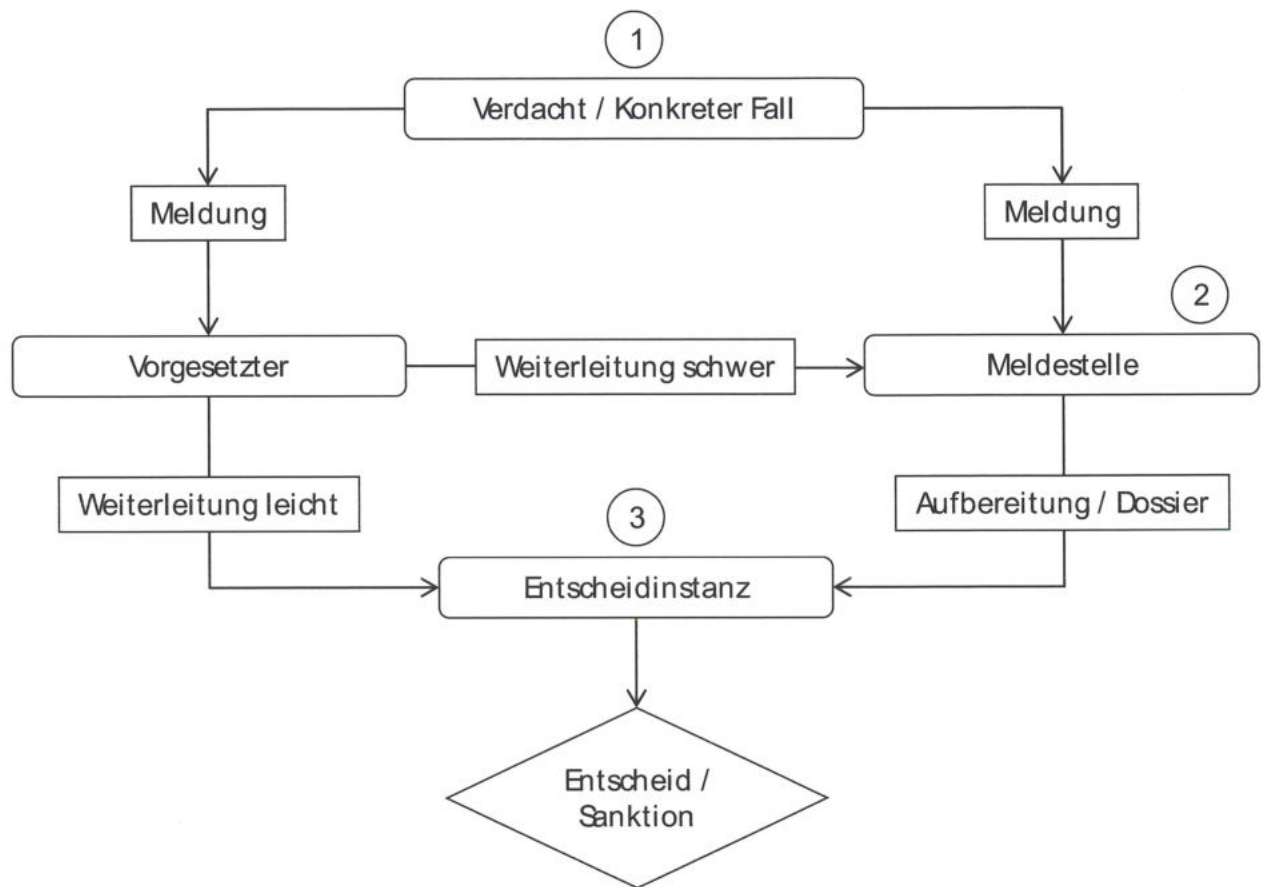 1
Verdacht / Konkreter Fall
Meldung
Meldung
2
Vorgesetzter
Weiterleitung schwer
Meldestelle
Weiterleitung leicht
Aufbereitung / Dossier
3
Entscheidinstanz
Entscheid /
Sanktion